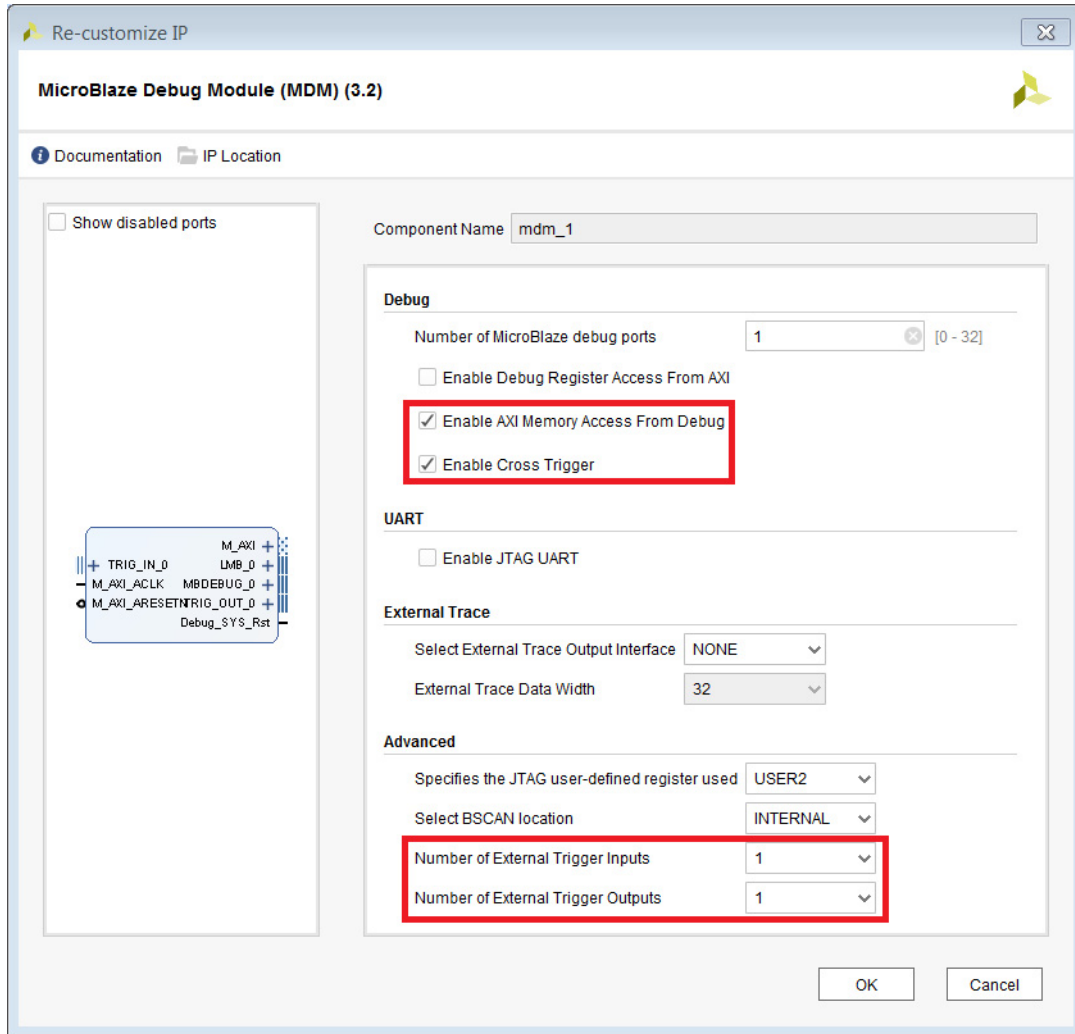 Re-customize IP
MicroBlaze Debug Module (MDM) (3.2)
Documentation IP Location
Show disabled ports
M_AXI
TRIG_IN_0 LMB_0
M_AXI_ACLK MBDEBUG_0
M_AXI_ARESETN TRIG_OUT_0
Debug_SYS_Rst
Component Name mdm_1
Debug
Number of MicroBlaze debug ports 1 [0 - 32]
Enable Debug Register Access From AXI
Enable AXI Memory Access From Debug
Enable Cross Trigger
UART
Enable JTAG UART
External Trace
Select External Trace Output Interface NONE
External Trace Data Width 32
Advanced
Specifies the JTAG user-defined register used USER2
Select BSCAN location INTERNAL
Number of External Trigger Inputs 1
Number of External Trigger Outputs 1
OK Cancel